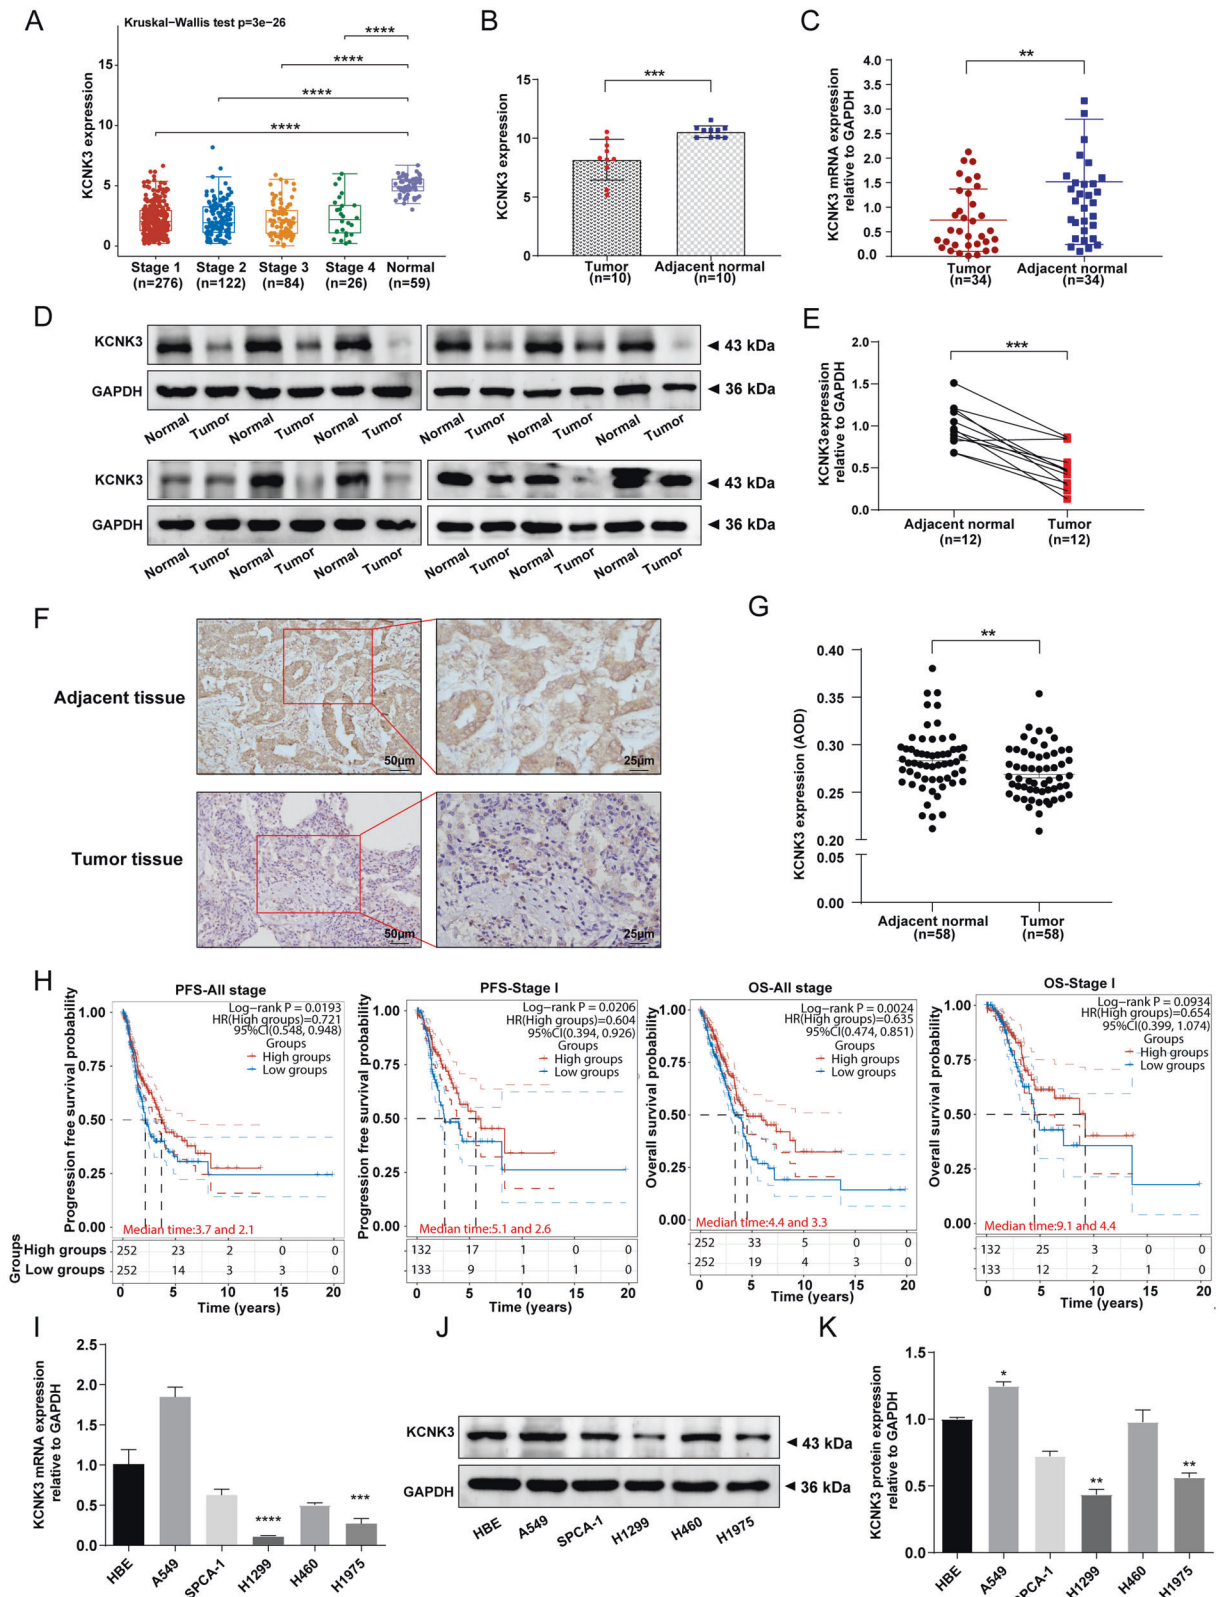 A
Kruskal−Wallis test p=3e−26
****
****
****
****
KCNK3 expression
15
10
5
0
Stage 1
(n=276)
Stage 2
(n=122)
Stage 3
(n=84)
Stage 4
(n=26)
Normal
(n=59)
B
***
KCNK3 expression
15
10
5
0
Tumor
(n=10)
Adjacent normal
(n=10)
C
**
KCNK3 mRNA expression
relative to GAPDH
4.0
3.5
3.0
2.5
2.0
1.5
1.0
0.5
0.0
Tumor
(n=34)
Adjacent normal
(n=34)
D
KCNK3
43 kDa
GAPDH
36 kDa
Normal Tumor Normal Tumor Normal Tumor
Normal Tumor Normal Tumor Normal Tumor
KCNK3
43 kDa
GAPDH
36 kDa
Normal Tumor Normal Tumor Normal Tumor
Normal Tumor Normal Tumor Normal Tumor
E
***
KCNK3expression
relative to GAPDH
2.0
1.5
1.0
0.5
0.0
Adjacent normal
(n=12)
Tumor
(n=12)
F
Adjacent tissue
50μm
25μm
Tumor tissue
50μm
25μm
G
**
KCNK3 expression (AOD)
0.40
0.35
0.30
0.25
0.20
0.05
0.00
Adjacent normal
(n=58)
Tumor
(n=58)
H
PFS-All stage
Log−rank P = 0.0193
HR(High groups)=0.721
95%CI(0.548, 0.948)
Groups
High groups
Low groups
Progression free survival probability
1.00
0.75
0.50
0.25
0.00
Median time:3.7 and 2.1
Groups
High groups 252 23 2 0 0
Low groups 252 14 3 3 0
0 5 10 15 20
Time (years)
PFS-Stage I
Log−rank P = 0.0206
HR(High groups)=0.604
95%CI(0.394, 0.926)
Groups
High groups
Low groups
Progression free survival probability
1.00
0.75
0.50
0.25
0.00
Median time:5.1 and 2.6
132 17 1 0 0
133 9 1 1 0
0 5 10 15 20
Time (years)
OS-All stage
Log−rank P = 0.0024
HR(High groups)=0.635
95%CI(0.474, 0.851)
Groups
High groups
Low groups
Overall survival probability
1.00
0.75
0.50
0.25
0.00
Median time:4.4 and 3.3
252 33 5 0 0
252 19 4 3 0
0 5 10 15 20
Time (years)
OS-Stage I
Log−rank P = 0.0934
HR(High groups)=0.654
95%CI(0.399, 1.074)
Groups
High groups
Low groups
Overall survival probability
1.00
0.75
0.50
0.25
0.00
Median time:9.1 and 4.4
132 25 3 0 0
133 12 2 1 0
0 5 10 15 20
Time (years)
I
KCNK3 mRNA expression
relative to GAPDH
2.5
2.0
1.5
1.0
0.5
0.0
****
***
HBE A549 SPCA-1 H1299 H460 H1975
J
KCNK3
43 kDa
GAPDH
36 kDa
HBE A549 SPCA-1 H1299 H460 H1975
K
KCNK3 protein expression
relative to GAPDH
1.5
1.0
0.5
0.0
*
**
**
HBE A549 SPCA-1 H1299 H460 H1975